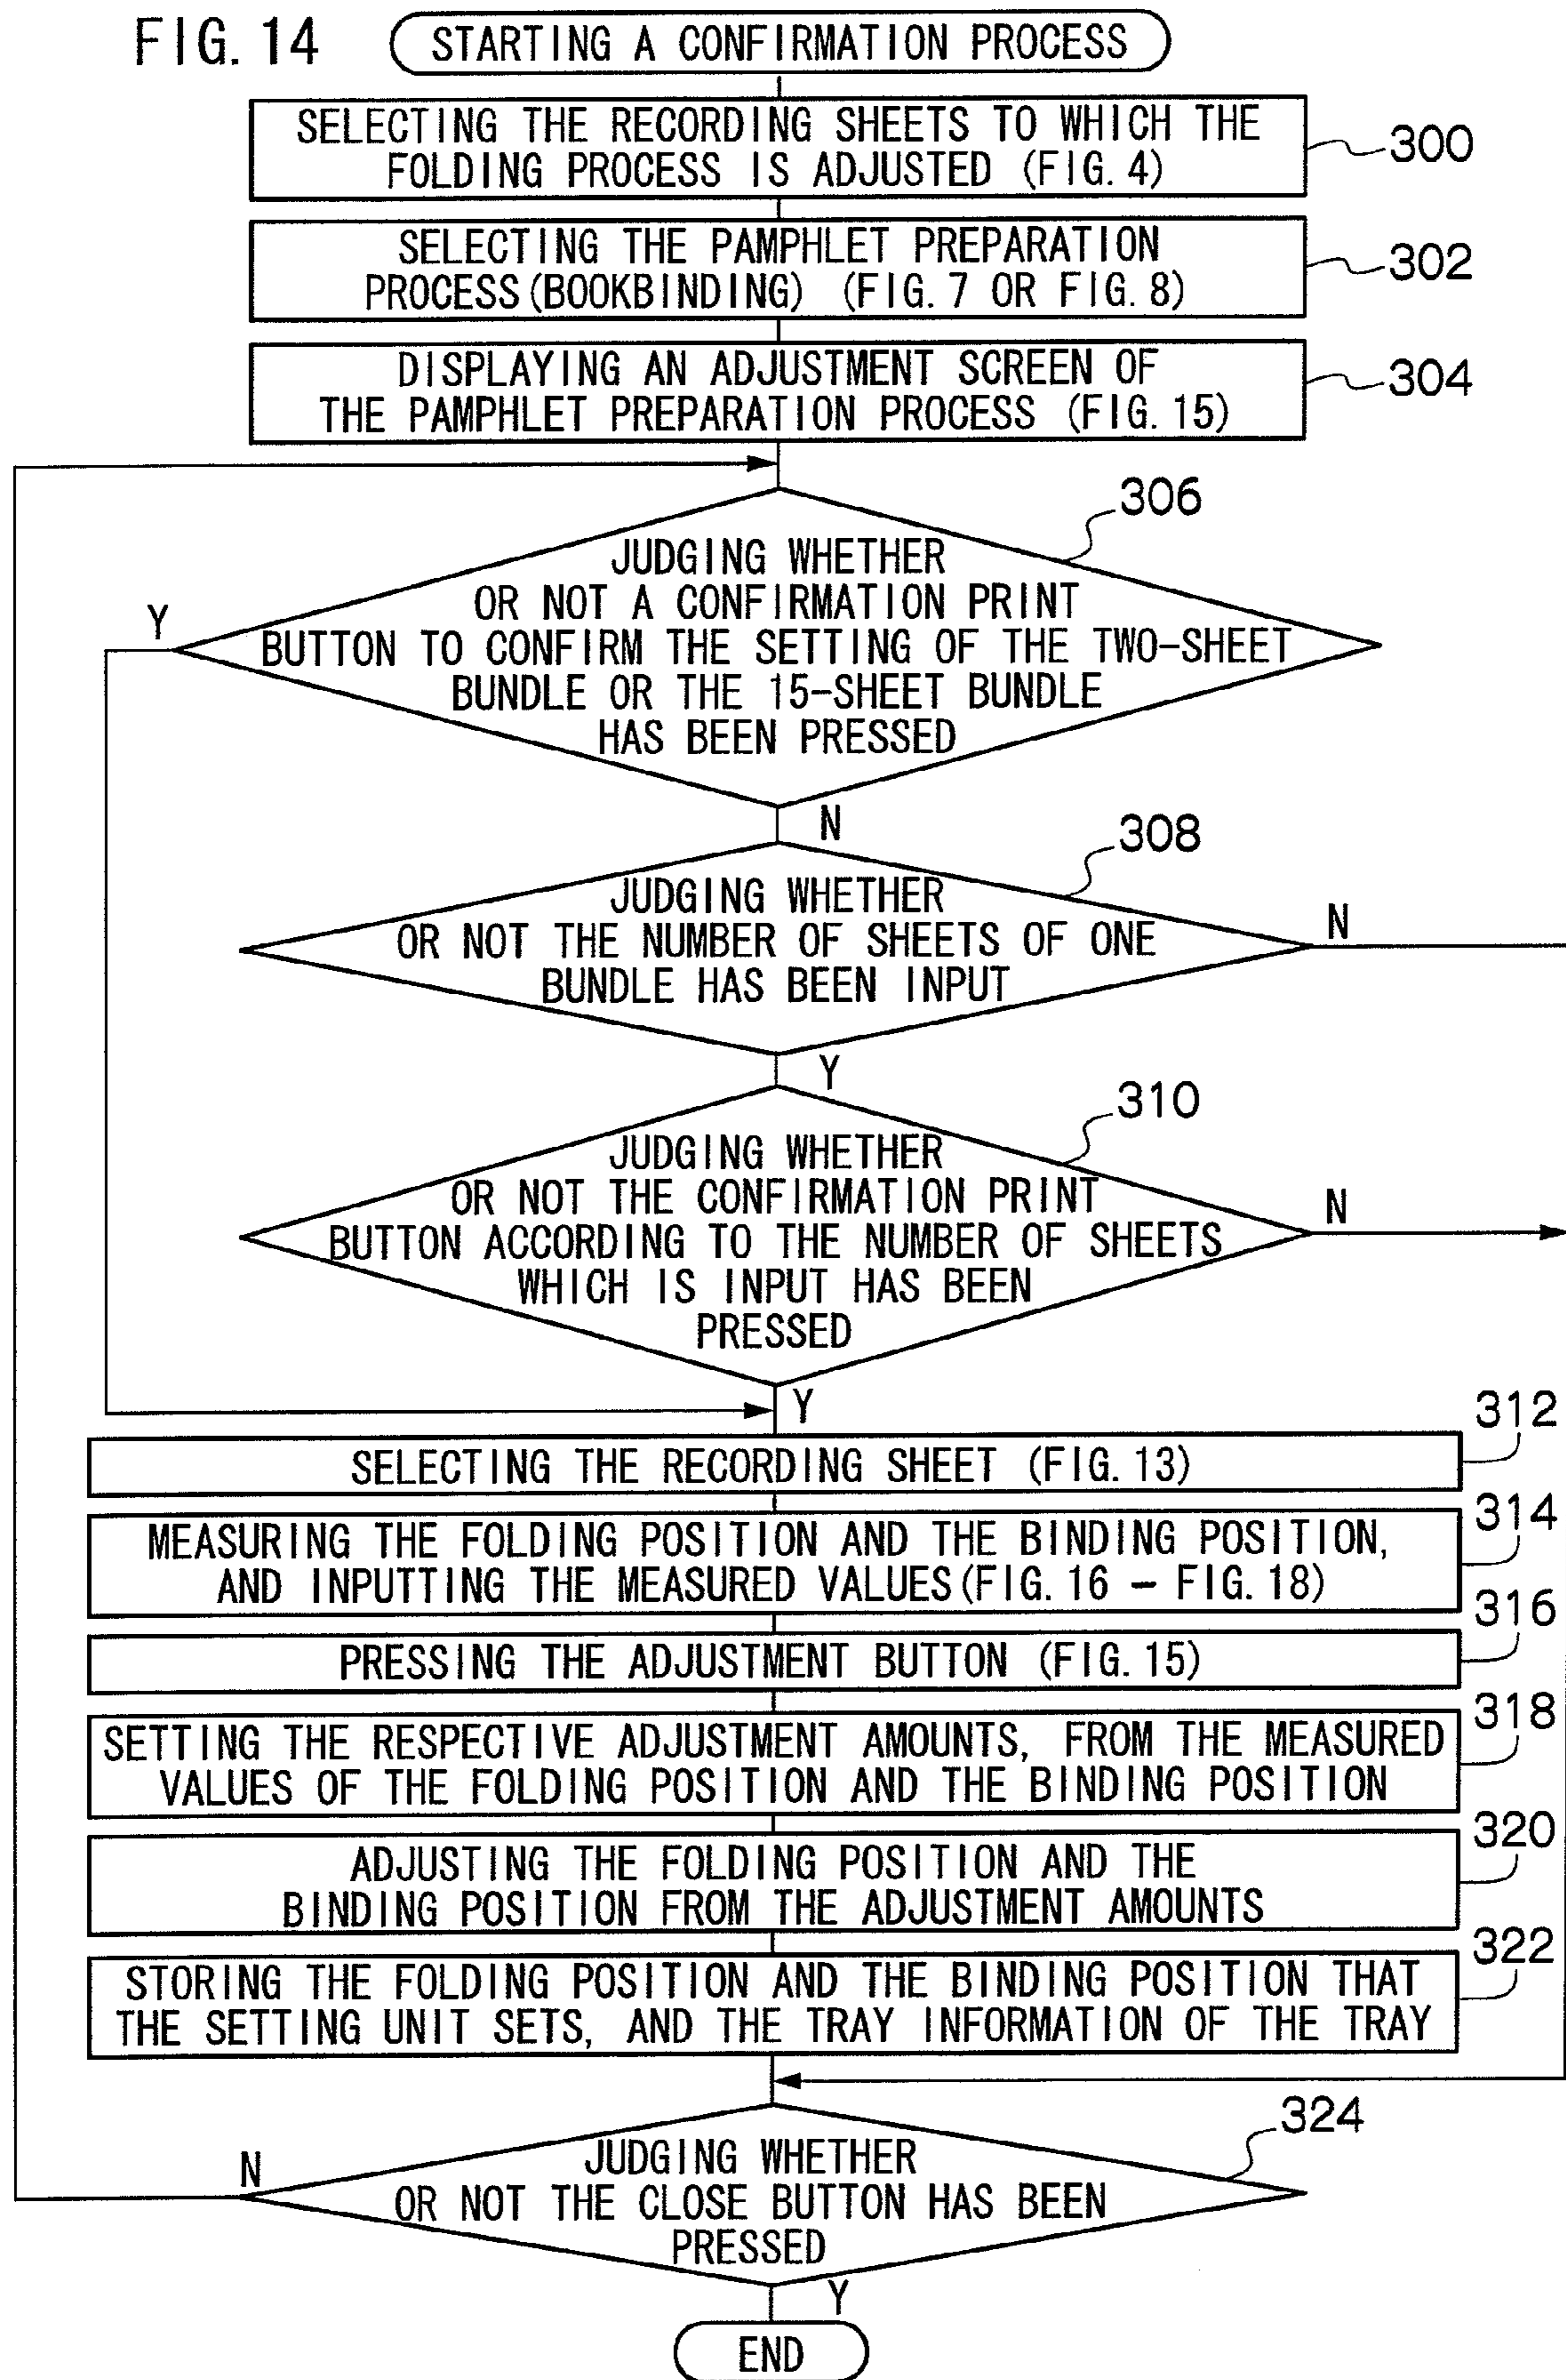 FIG. 14
STARTING A CONFIRMATION PROCESS
SELECTING THE RECORDING SHEETS TO WHICH THE
FOLDING PROCESS IS ADJUSTED (FIG. 4)
300
SELECTING THE PAMPHLET PREPARATION
PROCESS(BOOKBINDING) (FIG. 7 OR FIG. 8)
302
DISPLAYING AN ADJUSTMENT SCREEN OF
THE PAMPHLET PREPARATION PROCESS (FIG. 15)
304
306
JUDGING WHETHER
OR NOT A CONFIRMATION PRINT
BUTTON TO CONFIRM THE SETTING OF THE TWO-SHEET
BUNDLE OR THE 15-SHEET BUNDLE
HAS BEEN PRESSED
Y
N
308
JUDGING WHETHER
OR NOT THE NUMBER OF SHEETS OF ONE
BUNDLE HAS BEEN INPUT
N
Y
310
JUDGING WHETHER
OR NOT THE CONFIRMATION PRINT
BUTTON ACCORDING TO THE NUMBER OF SHEETS
WHICH IS INPUT HAS BEEN
PRESSED
N
Y
312
SELECTING THE RECORDING SHEET (FIG. 13)
314
MEASURING THE FOLDING POSITION AND THE BINDING POSITION,
AND INPUTTING THE MEASURED VALUES(FIG. 16 - FIG. 18)
316
PRESSING THE ADJUSTMENT BUTTON (FIG. 15)
318
SETTING THE RESPECTIVE ADJUSTMENT AMOUNTS, FROM THE MEASURED
VALUES OF THE FOLDING POSITION AND THE BINDING POSITION
320
ADJUSTING THE FOLDING POSITION AND THE
BINDING POSITION FROM THE ADJUSTMENT AMOUNTS
322
STORING THE FOLDING POSITION AND THE BINDING POSITION THAT
THE SETTING UNIT SETS, AND THE TRAY INFORMATION OF THE TRAY
324
JUDGING WHETHER
OR NOT THE CLOSE BUTTON HAS BEEN
PRESSED
N
Y
END